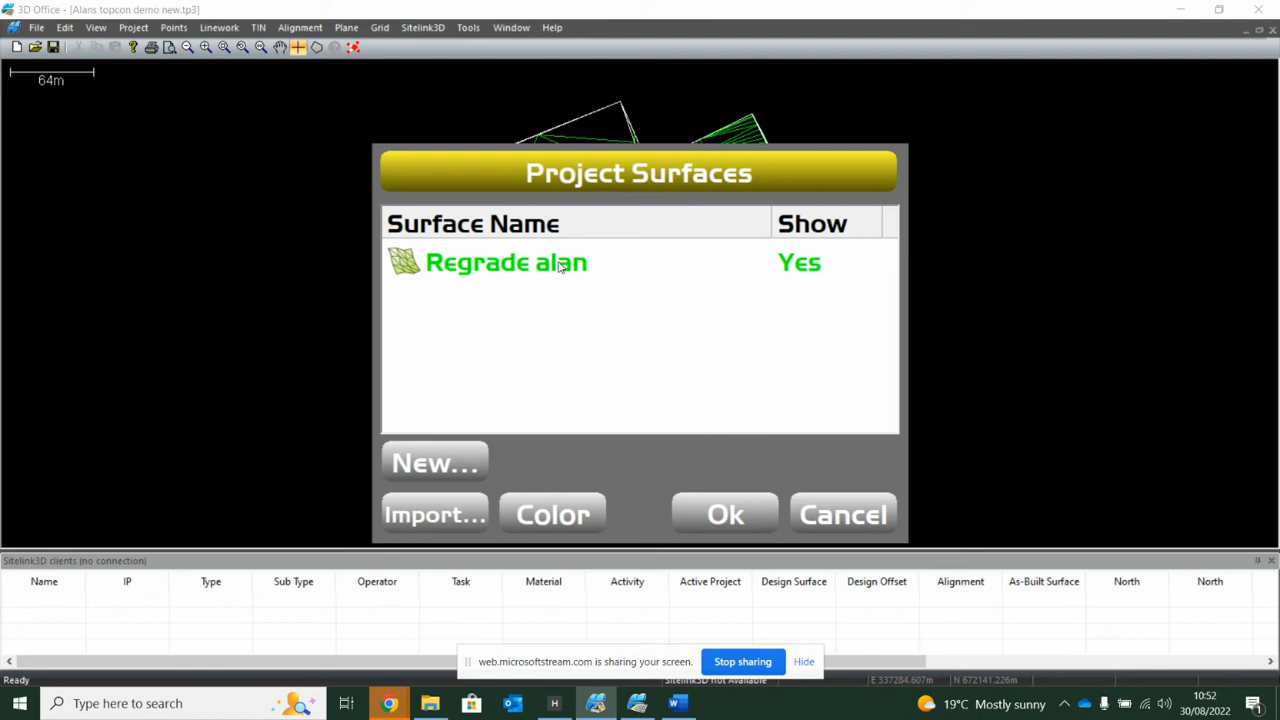 3D Office - [Alans topcon demo new.tp3]
File Edit View Project Points Linework TIN Alignment Plane Grid Sitelink3D Tools Window Help
64m
Project Surfaces
Surface Name Show
Regrade alan Yes
New...
Import... Color Ok Cancel
Sitelink3D clients (no connection)
Name IP Type Sub Type Operator Task Material Activity Active Project Design Surface Design Offset Alignment As-Built Surface North North
web.microsoftstream.com is sharing your screen. Stop sharing Hide
Ready Sitelink3D not Available E 337284.607m N 672141.226m
Type here to search H W 19°C Mostly sunny 10:52
30/08/2022 1